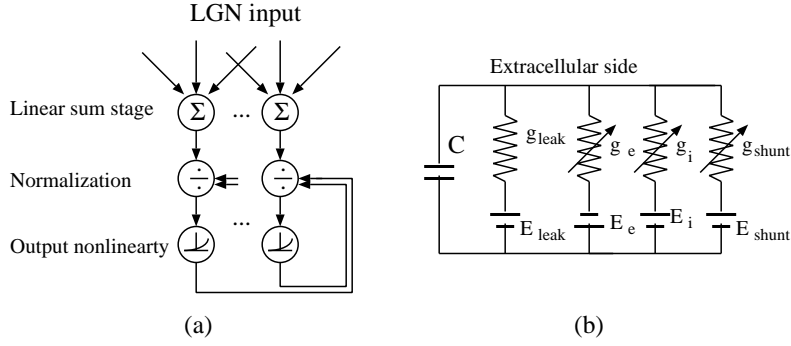 LGN input
Linear sum stage
Σ ... Σ
Normalization
÷ ÷
...
Output nonlinearty
(a)
Extracellular side
C
g leak
g e
g i
g shunt
E leak
E e
E i
E shunt
(b)